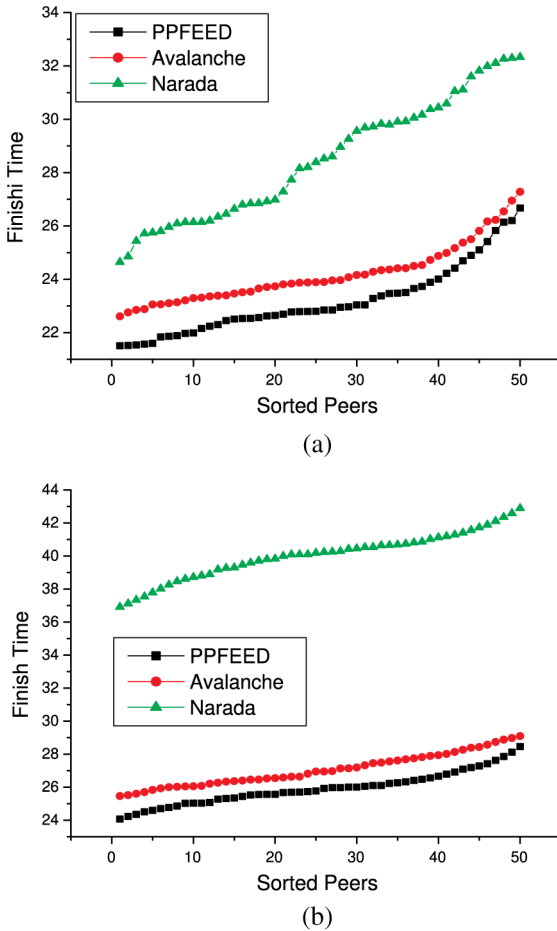 34
32
30
28
26
24
22
Finishi Time
PPFEED
Avalanche
Narada
0 10 20 30 40 50
Sorted Peers
(a)
44
42
40
38
36
34
32
30
28
26
24
Finish Time
PPFEED
Avalanche
Narada
0 10 20 30 40 50
Sorted Peers
(b)